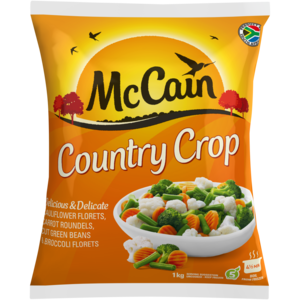 McCain
Country Crop
Delicious & Delicate
CAULIFLOWER FLORETS,
CARROT ROUNDELS,
CUT GREEN BEANS
& BROCCOLI FLORETS
1kg